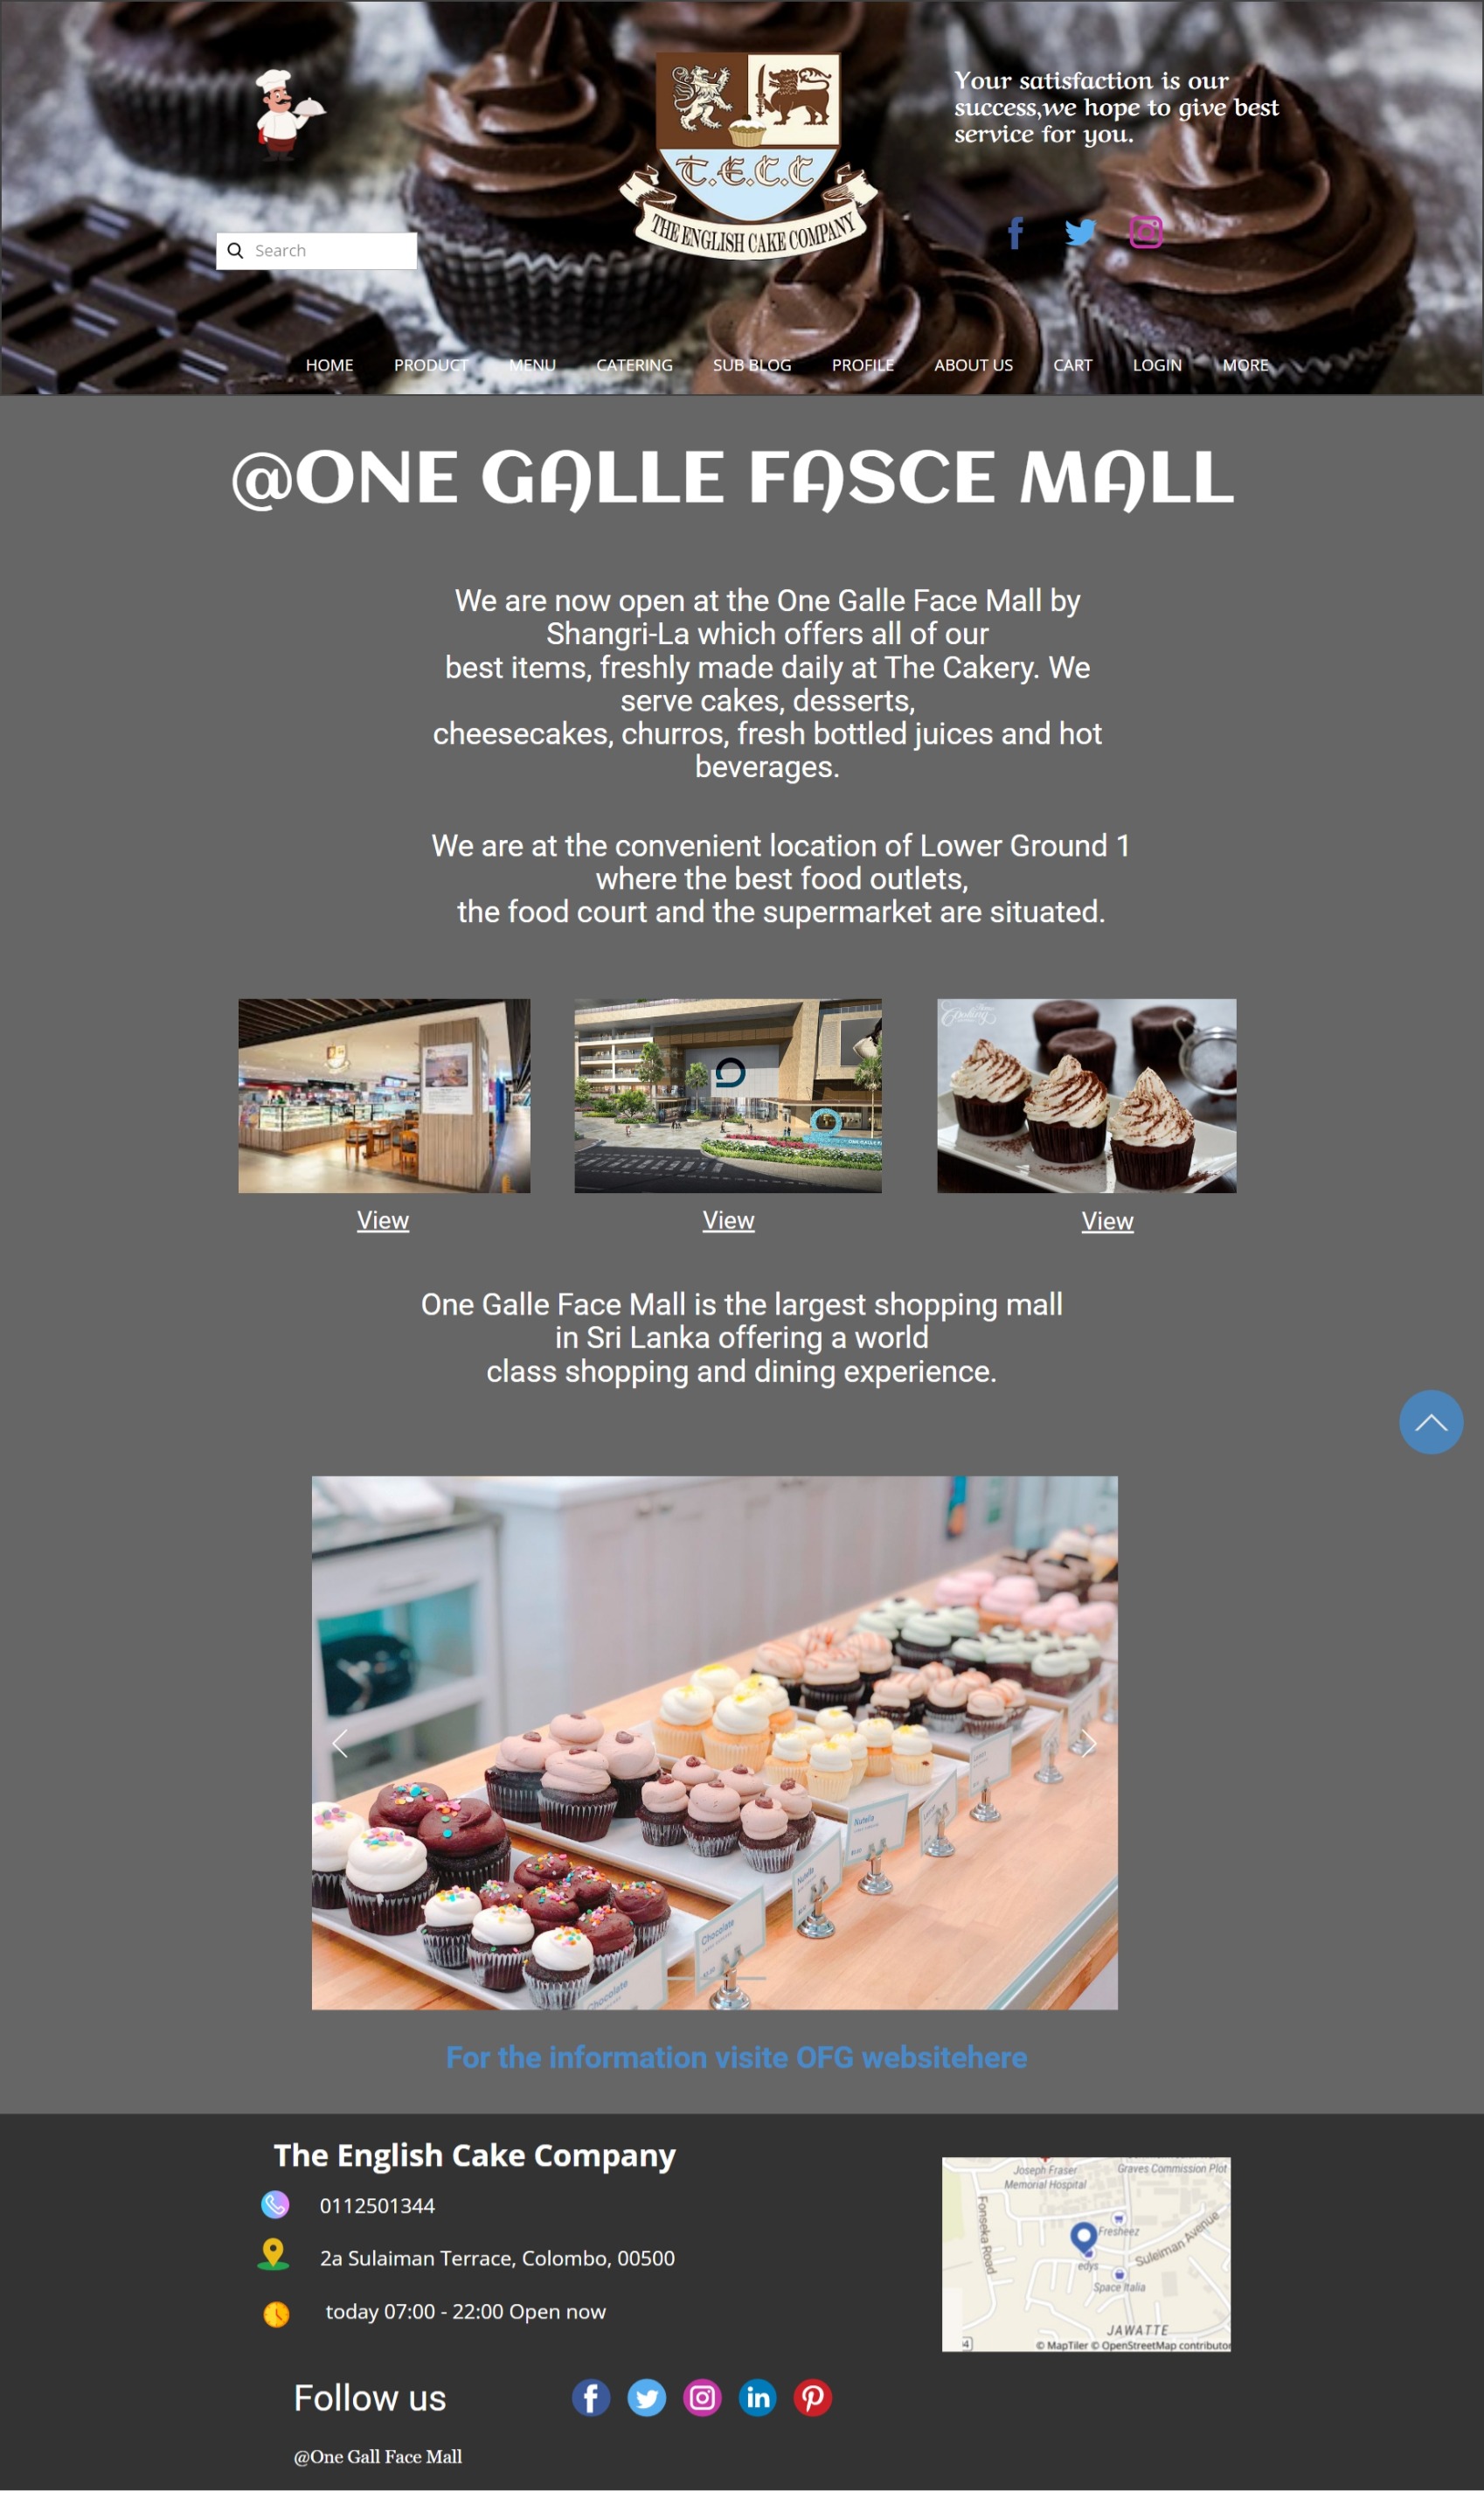 Your satisfaction is our
success,we hope to give best
service for you.
T.E.C.C
THE ENGLISH CAKE COMPANY
Search
HOME PRODUCT MENU CATERING SUB BLOG PROFILE ABOUT US CART LOGIN MORE
@ONE GALLE FASCE MALL
We are now open at the One Galle Face Mall by
Shangri-La which offers all of our
best items, freshly made daily at The Cakery. We
serve cakes, desserts,
cheesecakes, churros, fresh bottled juices and hot
beverages.
We are at the convenient location of Lower Ground 1
where the best food outlets,
the food court and the supermarket are situated.
View View View
One Galle Face Mall is the largest shopping mall
in Sri Lanka offering a world
class shopping and dining experience.
Nutella
Nutella
Chocolate
Chocolate
For the information visite OFG websitehere
The English Cake Company
0112501344
2a Sulaiman Terrace, Colombo, 00500
today 07:00 - 22:00 Open now
Joseph Fraser
Memorial Hospital
Graves Commission Plot
Fonseka Road
Fresheez
Suleiman Avenue
edys
Space Italia
JAWATTE
© MapTiler © OpenStreetMap contributor
Follow us
@One Gall Face Mall